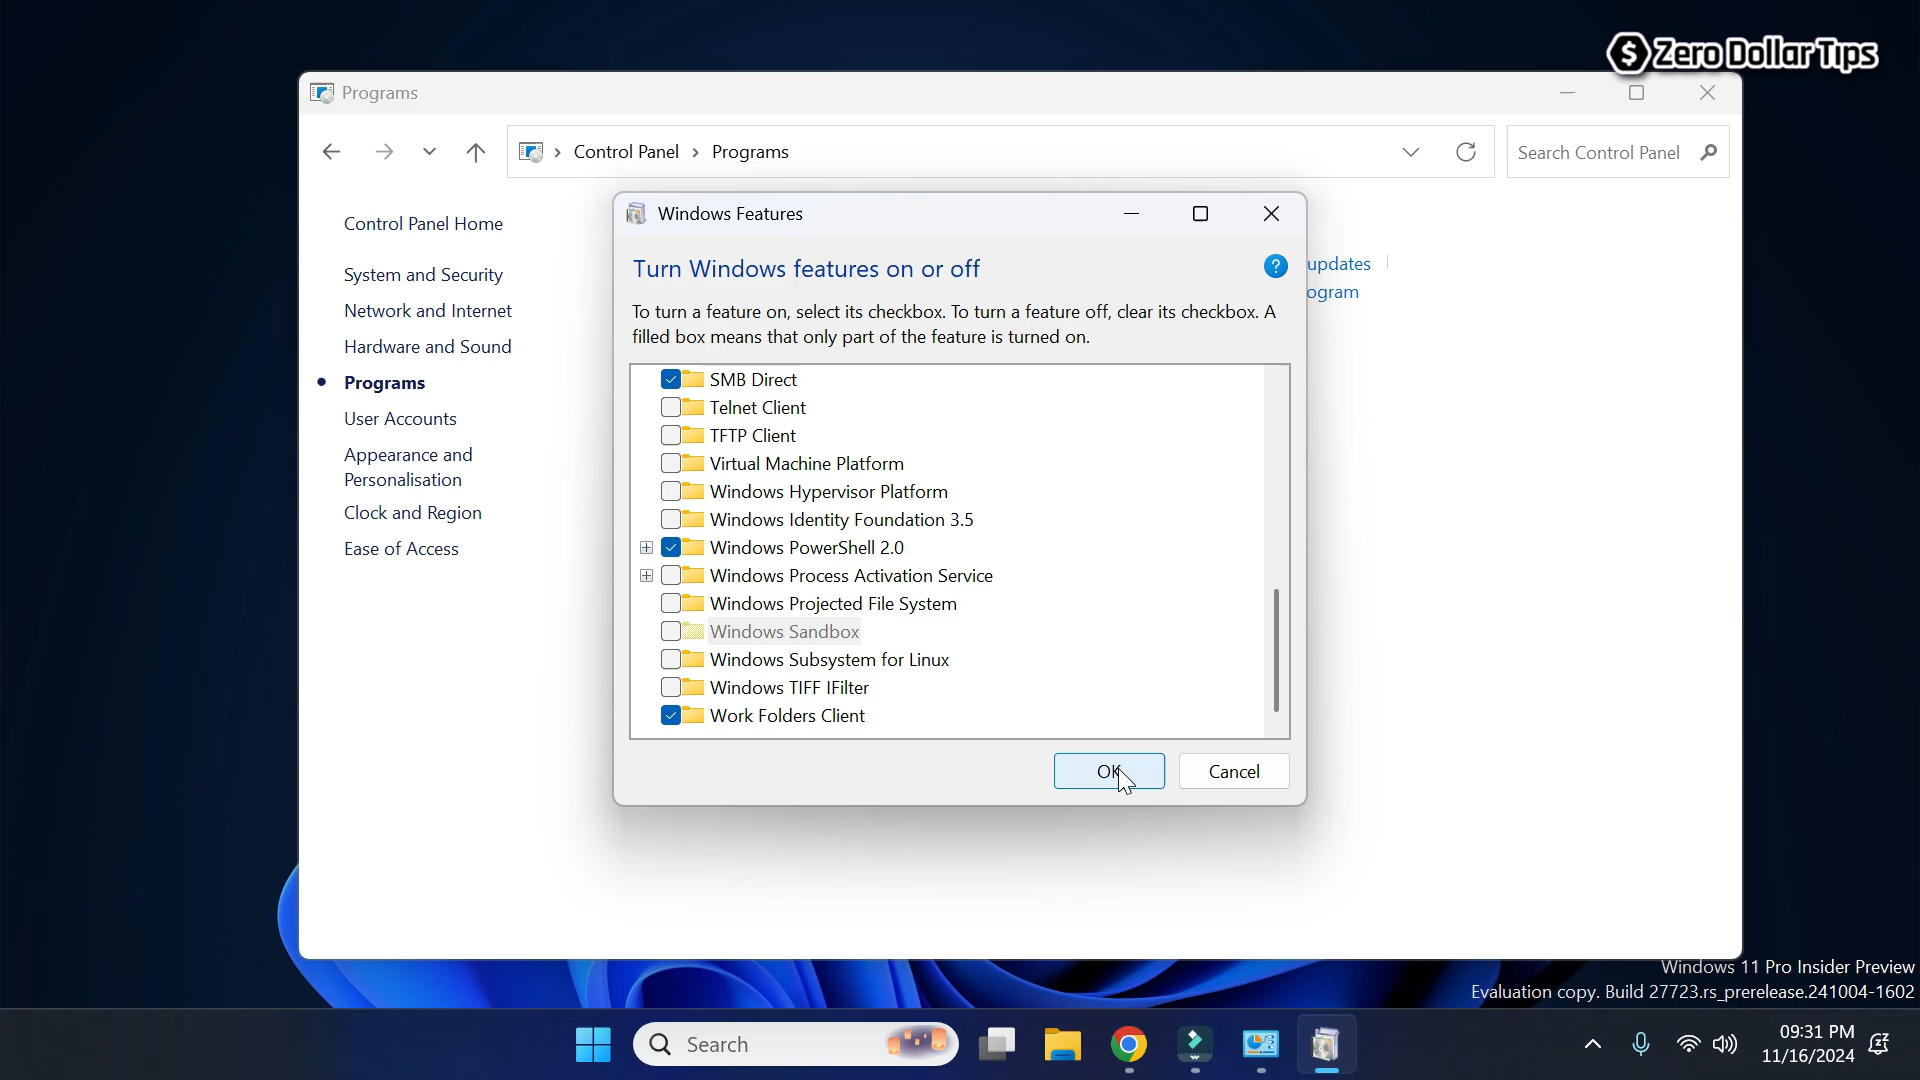 Zero Dollar Tips
Programs
Control Panel
Programs
Search Control Panel
Control Panel Home
System and Security
Network and Internet
Hardware and Sound
Programs
User Accounts
Appearance and
Personalisation
Clock and Region
Ease of Access
updates
ogram
Windows Features
Turn Windows features on or off
To turn a feature on, select its checkbox. To turn a feature off, clear its checkbox. A
filled box means that only part of the feature is turned on.
SMB Direct
Telnet Client
TFTP Client
Virtual Machine Platform
Windows Hypervisor Platform
Windows Identity Foundation 3.5
Windows PowerShell 2.0
Windows Process Activation Service
Windows Projected File System
Windows Sandbox
Windows Subsystem for Linux
Windows TIFF IFilter
Work Folders Client
OK
Cancel
Windows 11 Pro Insider Preview
Evaluation copy. Build 27723.rs_prerelease.241004-1602
Search
09:31 PM
11/16/2024